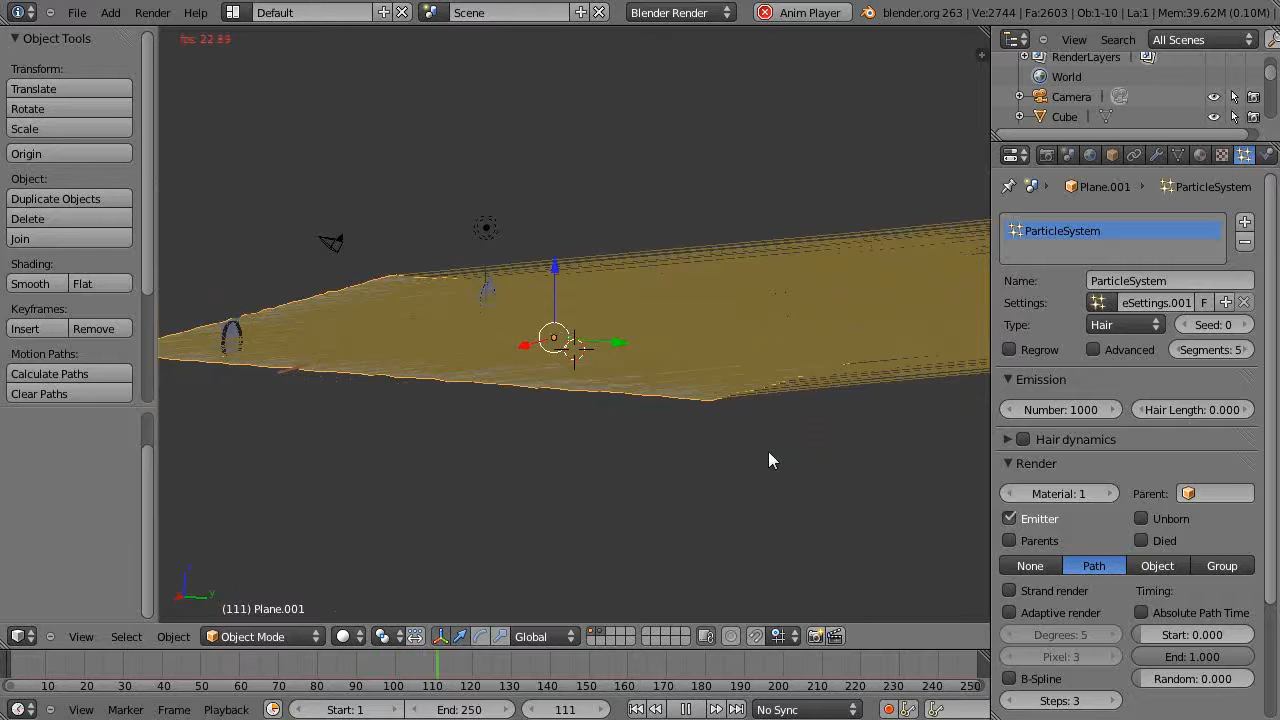 File Add Render Help Default Scene Blender Render Anim Player blender.org 263 | Ve:2744 | Fa:2603 | Ob:1-10 | La:1 | Mem:39.62M (0.10M) |
Object Tools
Transform:
Translate
Rotate
Scale
Origin
Object:
Duplicate Objects
Delete
Join
Shading:
Smooth Flat
Keyframes:
Insert Remove
Motion Paths:
Calculate Paths
Clear Paths
fps: 22.89
(111) Plane.001
View Search All Scenes
RenderLayers
World
Camera
Cube
Plane.001 ParticleSystem
ParticleSystem
Name: ParticleSystem
Settings: eSettings.001 F
Type: Hair Seed: 0
Regrow Advanced Segments: 5
Emission
Number: 1000 Hair Length: 0.000
Hair dynamics
Render
Material: 1 Parent:
Emitter Unborn
Parents Died
None Path Object Group
Strand render Timing:
Adaptive render Absolute Path Time
Degrees: 5 Start: 0.000
Pixel: 3 End: 1.000
B-Spline Random: 0.000
Steps: 3
View Select Object Object Mode Global
0 10 20 30 40 50 60 70 80 90 100 110 120 130 140 150 160 170 180 190 200 210 220 230 240 250
View Marker Frame Playback Start: 1 End: 250 111 No Sync